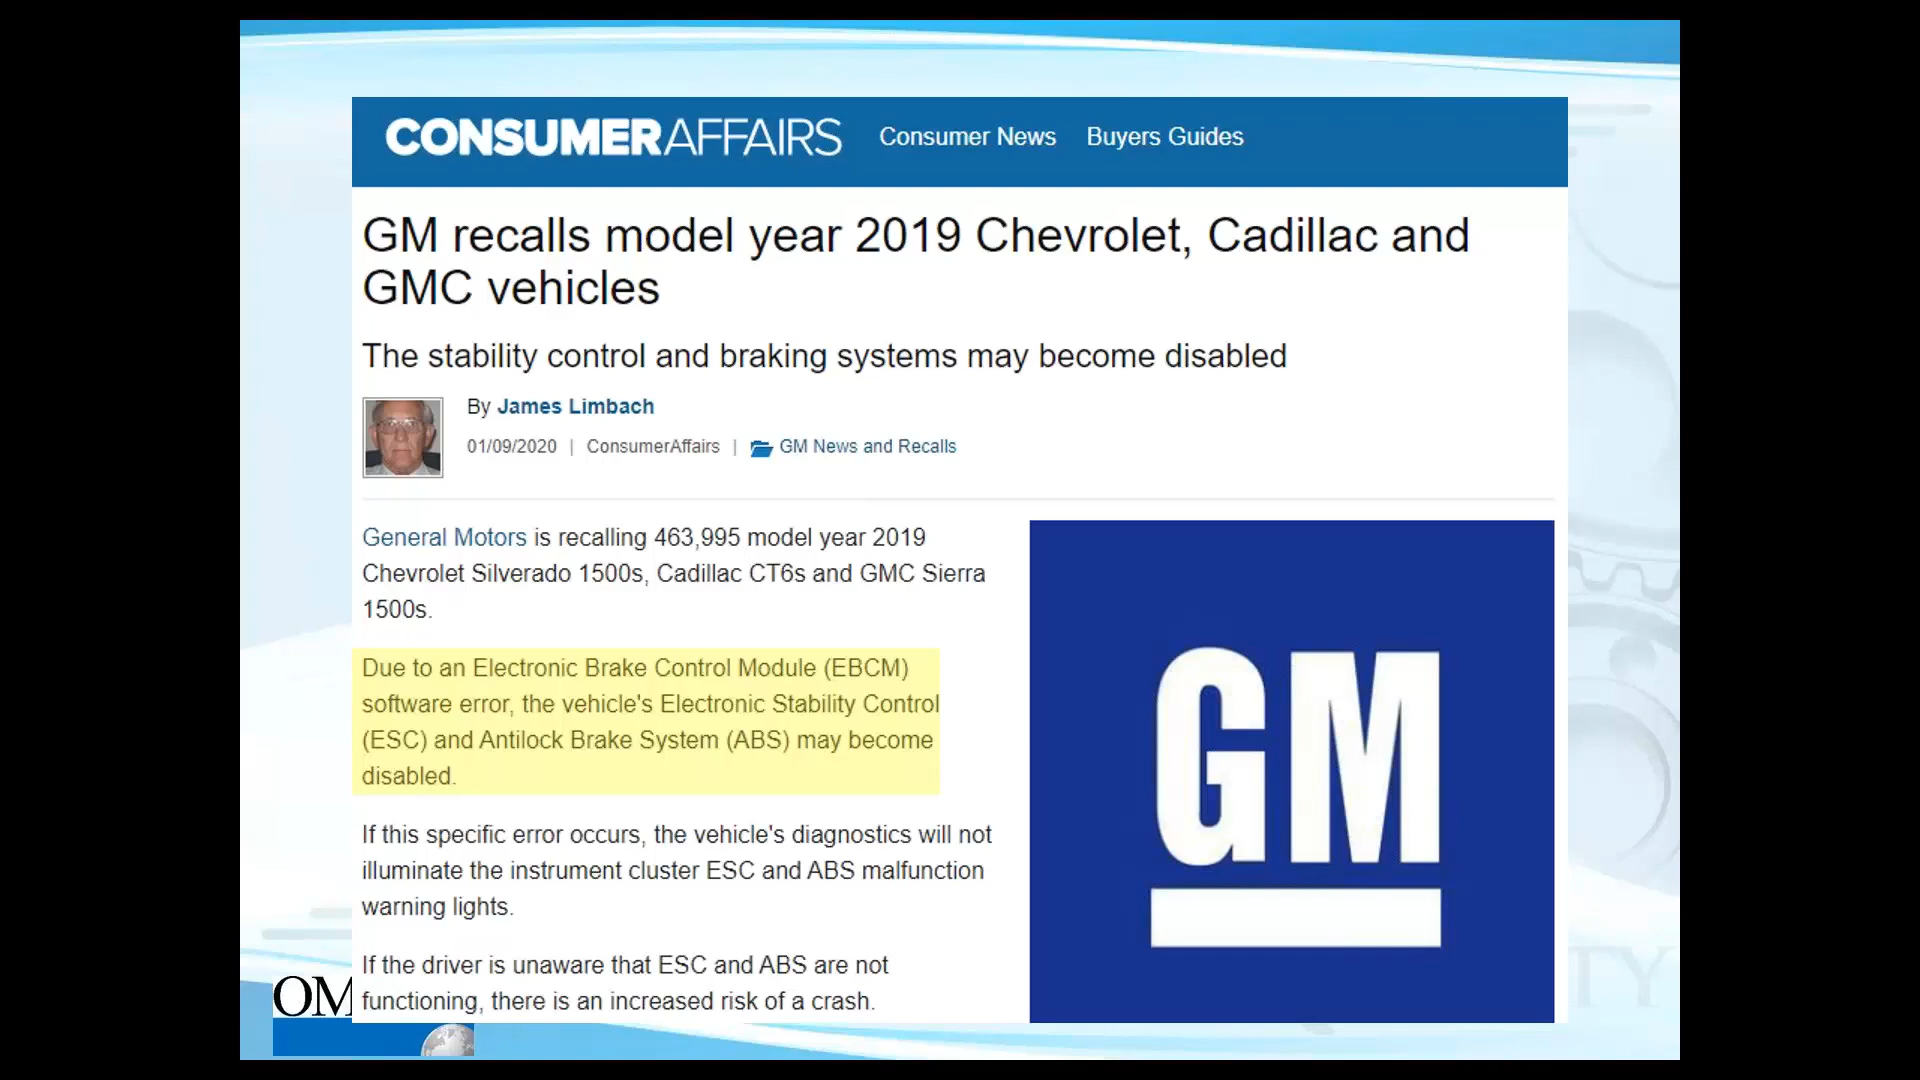 CONSUMERAFFAIRS Consumer News Buyers Guides
GM recalls model year 2019 Chevrolet, Cadillac and
GMC vehicles
The stability control and braking systems may become disabled
By James Limbach
01/09/2020 | ConsumerAffairs | GM News and Recalls
General Motors is recalling 463,995 model year 2019
Chevrolet Silverado 1500s, Cadillac CT6s and GMC Sierra
1500s.
Due to an Electronic Brake Control Module (EBCM)
software error, the vehicle's Electronic Stability Control
(ESC) and Antilock Brake System (ABS) may become
disabled.
If this specific error occurs, the vehicle's diagnostics will not
illuminate the instrument cluster ESC and ABS malfunction
warning lights.
If the driver is unaware that ESC and ABS are not
functioning, there is an increased risk of a crash.
GM
OM
TY